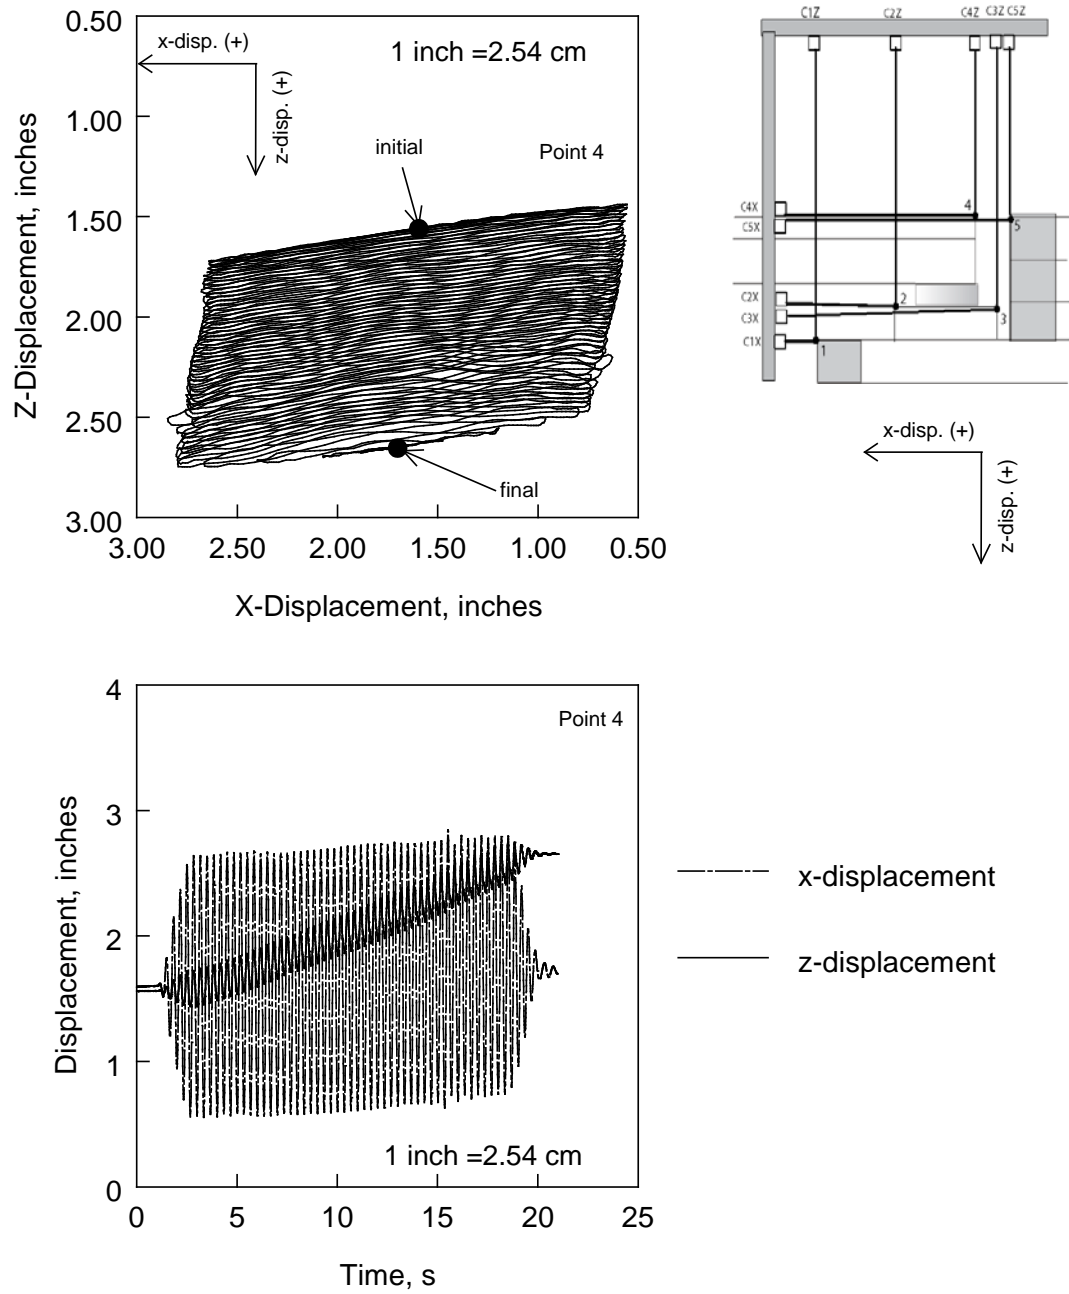 0.50
x-disp. (+)
1 inch =2.54 cm
z-disp. (+)
1.00
initial
Point 4
1.50
Z-Displacement, inches
2.00
2.50
final
3.00
3.00 2.50 2.00 1.50 1.00 0.50
X-Displacement, inches
C1Z C2Z C4Z C3Z C5Z
C4X
4
C5X
5
C2X
2
C3X
3
C1X
1
x-disp. (+)
z-disp. (+)
4
Point 4
3
Displacement, inches
2
1
1 inch =2.54 cm
0
0 5 10 15 20 25
Time, s
x-displacement
z-displacement